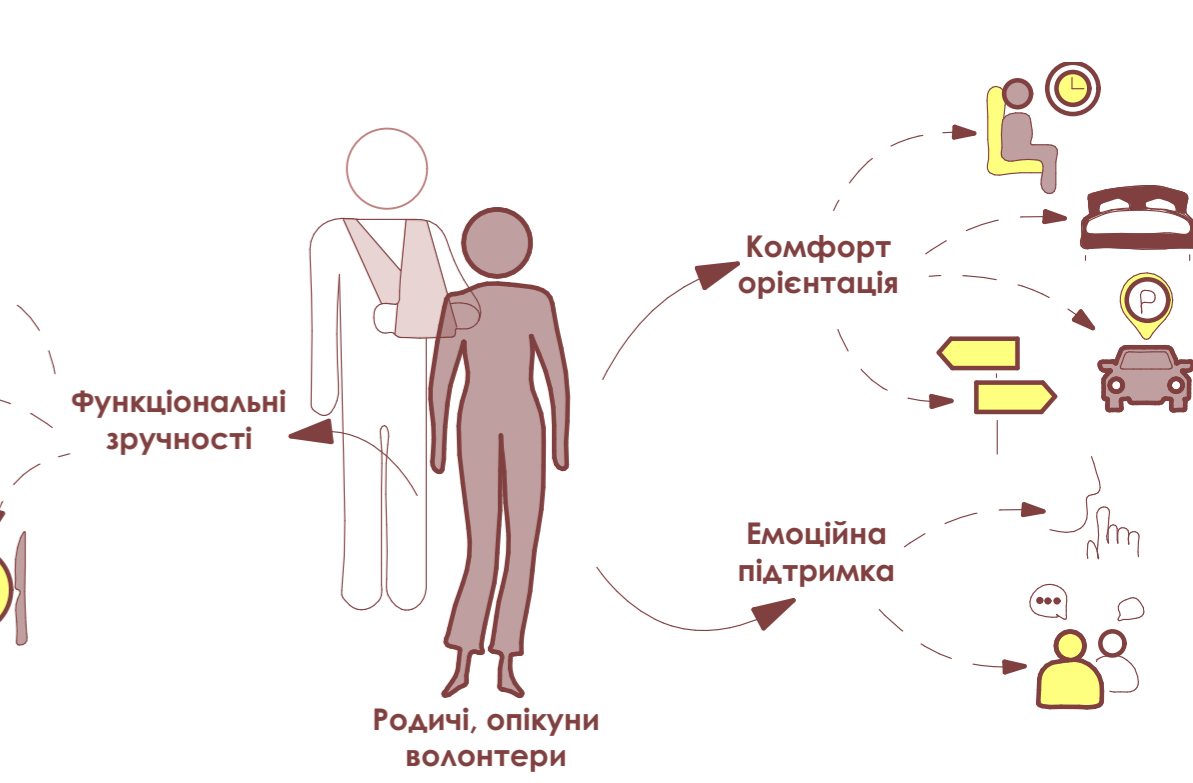 Комфорт
орієнтація
P
Функціональні
зручності
Емоційна
підтримка
Родичі, опікуни
волонтери